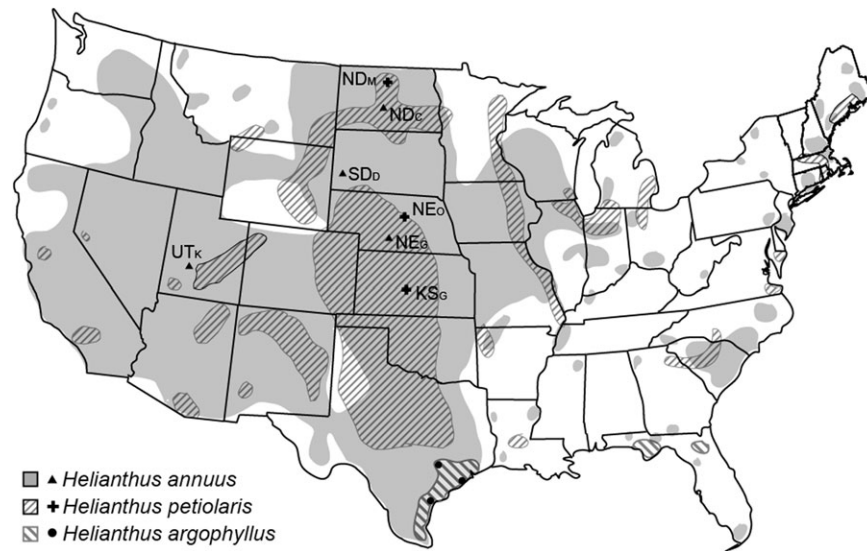 NDM
NDC
SDD
NEO
NEG
UTK
KSG
Helianthus annuus
Helianthus petiolaris
Helianthus argophyllus